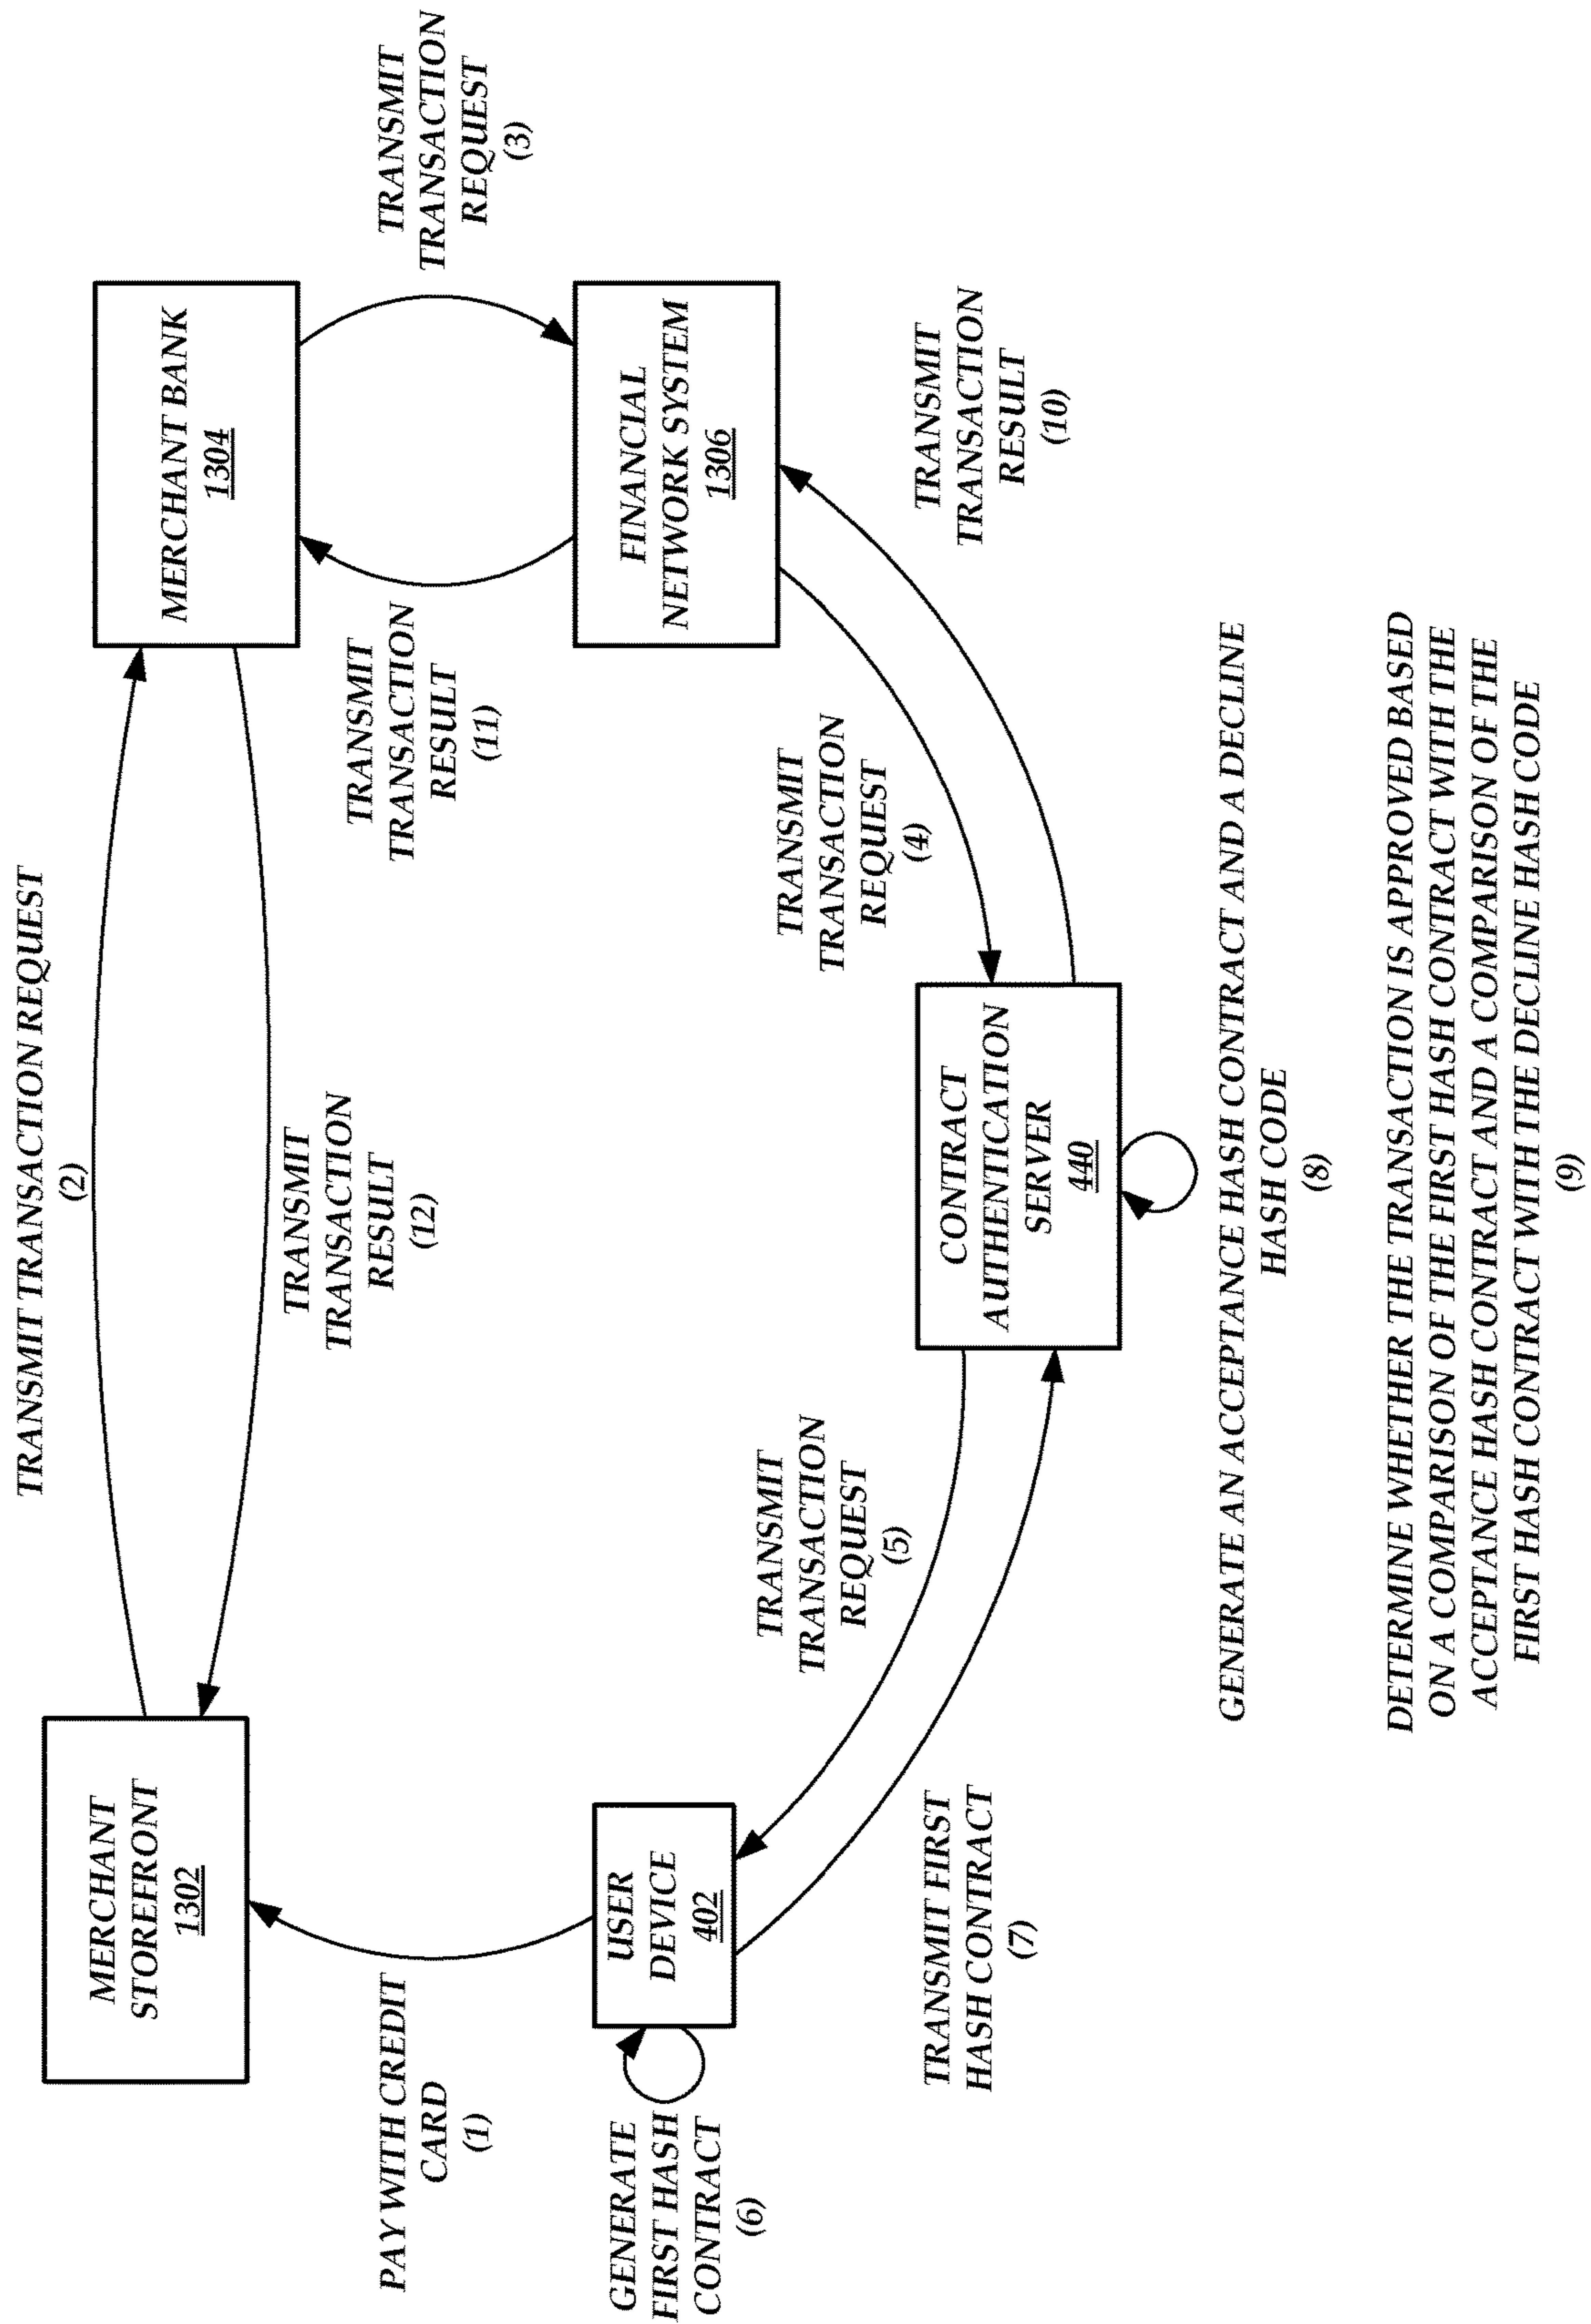 TRANSMIT TRANSACTION REQUEST
(2)
MERCHANT
STOREFRONT
1302
MERCHANT BANK
1304
TRANSMIT
TRANSACTION
RESULT
(12)
PAY WITH CREDIT
CARD
(1)
TRANSMIT
TRANSACTION
RESULT
(11)
TRANSMIT
TRANSACTION
REQUEST
(3)
GENERATE
FIRST HASH
CONTRACT
(6)
USER
DEVICE
402
FINANCIAL
NETWORK SYSTEM
1306
TRANSMIT
TRANSACTION
REQUEST
(5)
TRANSMIT
TRANSACTION
REQUEST
(4)
TRANSMIT FIRST
HASH CONTRACT
(7)
CONTRACT
AUTHENTICATION
SERVER
440
TRANSMIT
TRANSACTION
RESULT
(10)
GENERATE AN ACCEPTANCE HASH CONTRACT AND A DECLINE
HASH CODE
(8)
DETERMINE WHETHER THE TRANSACTION IS APPROVED BASED
ON A COMPARISON OF THE FIRST HASH CONTRACT WITH THE
ACCEPTANCE HASH CONTRACT AND A COMPARISON OF THE
FIRST HASH CONTRACT WITH THE DECLINE HASH CODE
(9)